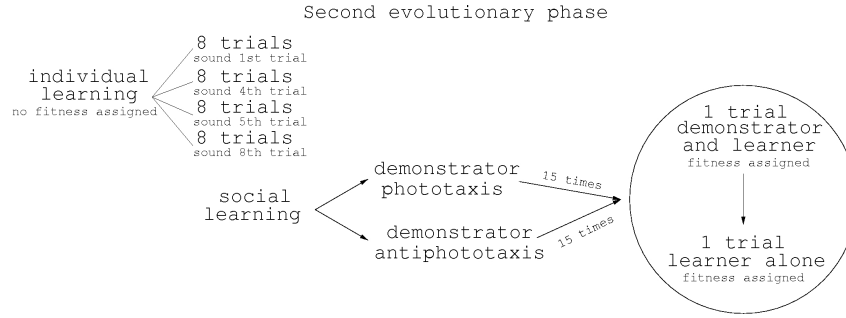 Second evolutionary phase
individual
learning
no fitness assigned
8 trials
sound 1st trial
8 trials
sound 4th trial
8 trials
sound 5th trial
8 trials
sound 8th trial
social
learning
demonstrator
phototaxis
demonstrator
antiphototaxis
15 times
15 times
1 trial
demonstrator
and learner
fitness assigned
1 trial
learner alone
fitness assigned